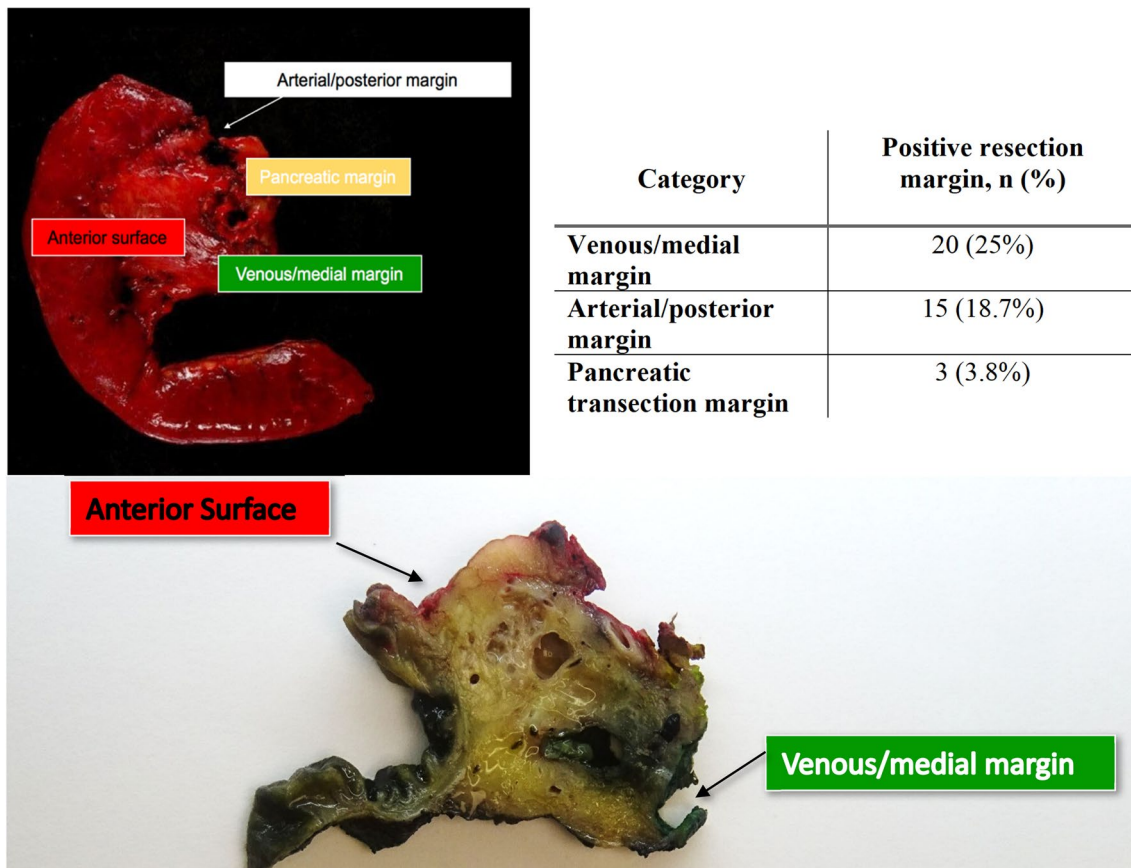 Arterial/posterior margin
Pancreatic margin
Anterior surface
Venous/medial margin
Category
Positive resection
margin, n (%)
Venous/medial
margin
20 (25%)
Arterial/posterior
margin
15 (18.7%)
Pancreatic
transection margin
3 (3.8%)
Anterior Surface
Venous/medial margin